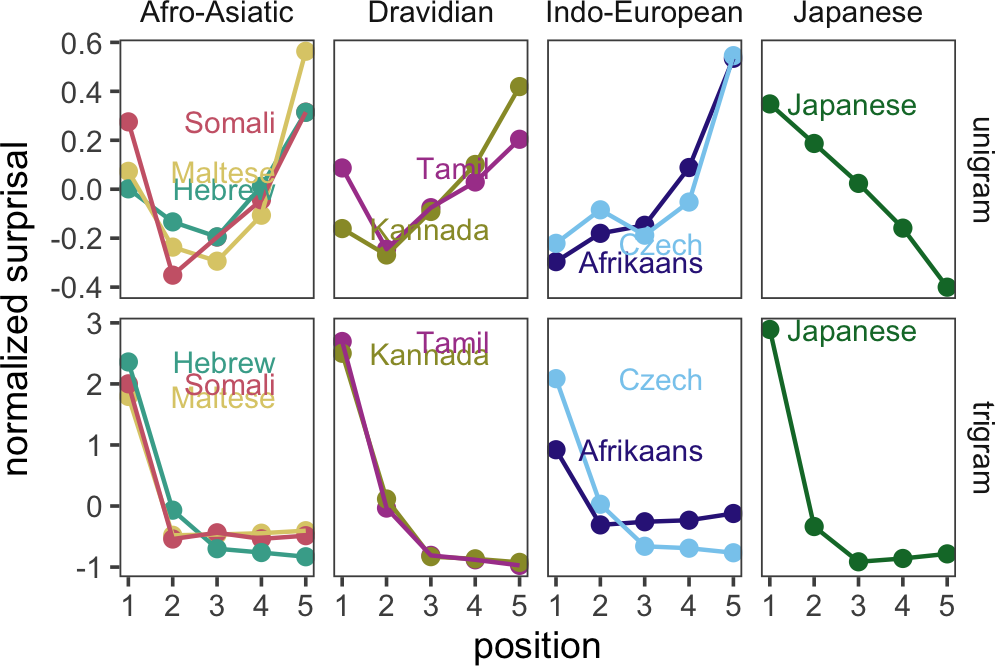 Afro-Asiatic Dravidian Indo-European Japanese
normalized surprisal
0.6
0.4
0.2
0.0
-0.2
-0.4
Somali
Maltese
Hebrew
Tamil
Kannada
Czech
Afrikaans
Japanese
unigram
3
2
1
0
-1
Hebrew
Somali
Maltese
Tamil
Kannada
Czech
Afrikaans
Japanese
trigram
1 2 3 4 5 1 2 3 4 5 1 2 3 4 5 1 2 3 4 5
position